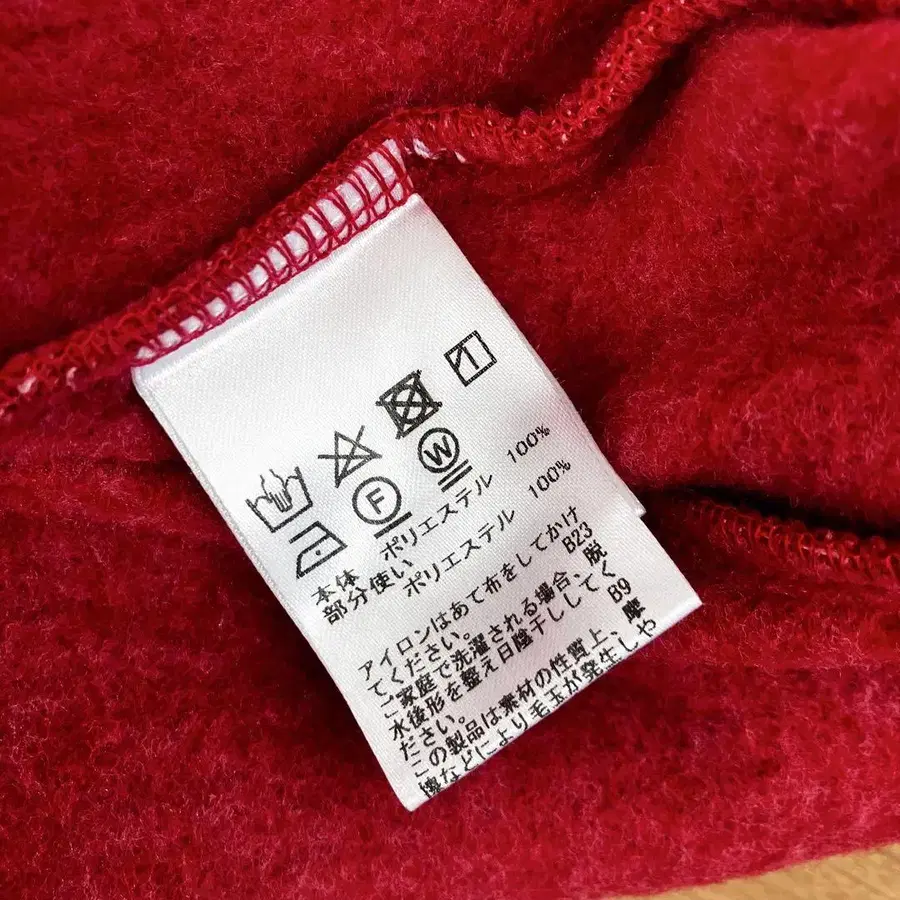 F W
本体 ポリエステル 100%
部分使い ポリエステル 100%
アイロンはあて布をしてかけ
てください。 B23
ご家庭で洗濯される場合、脱
水後形を整え日陰干ししてく
ださい。 B9
この製品は素材の性質上、摩
擦などにより毛玉が発生しや